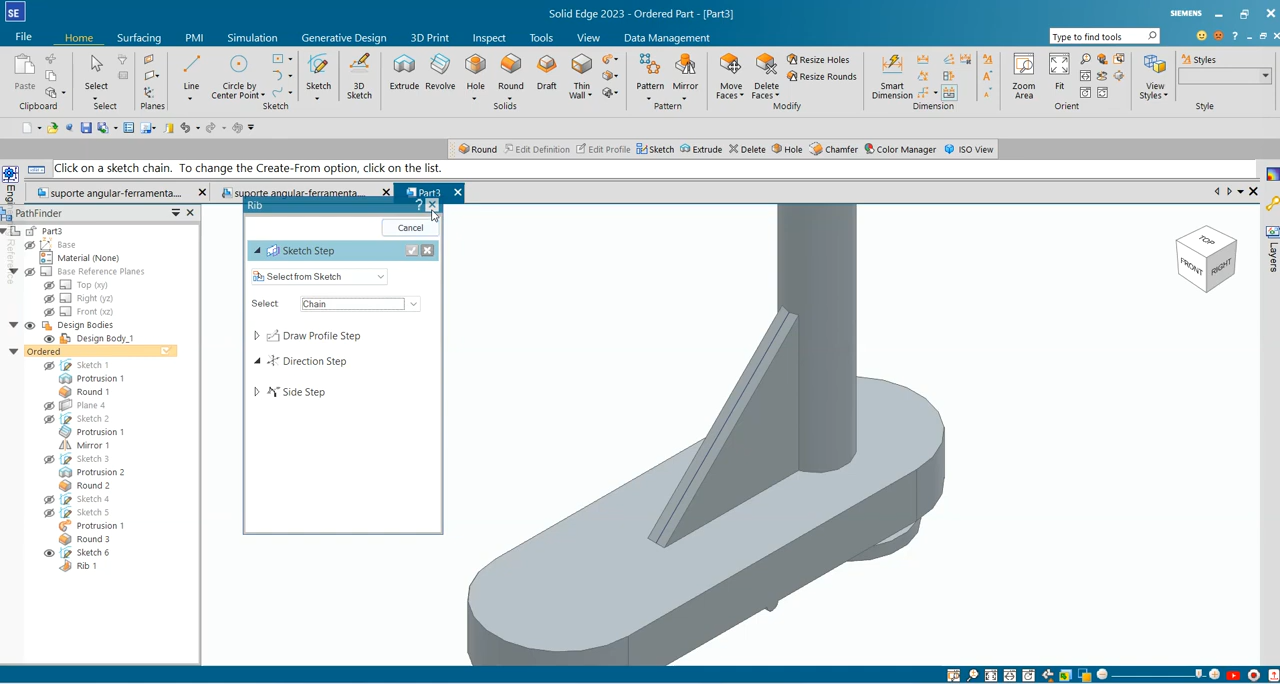 SE
Solid Edge 2023 - Ordered Part - [Part3]
SIEMENS
File
Home
Surfacing
PMI
Simulation
Generative Design
3D Print
Inspect
Tools
View
Data Management
Type to find tools
Paste
Clipboard
Select
Select
Planes
Line
Circle by
Center Point
Sketch
Sketch
3D
Sketch
Extrude
Revolve
Hole
Round
Draft
Thin
Wall
Solids
Pattern
Mirror
Pattern
Move
Faces
Delete
Faces
Resize Holes
Resize Rounds
Modify
Smart
Dimension
Dimension
Zoom
Area
Fit
Orient
View
Styles
Styles
Style
Round
Edit Definition
Edit Profile
Sketch
Extrude
Delete
Hole
Chamfer
Color Manager
ISO View
Click on a sketch chain. To change the Create-From option, click on the list.
suporte angular-ferramenta...
suporte angular-ferramenta...
Part3
PathFinder
Part3
Base
Material (None)
Base Reference Planes
Top (xy)
Right (yz)
Front (xz)
Design Bodies
Design Body_1
Ordered
Sketch 1
Protrusion 1
Round 1
Plane 4
Sketch 2
Protrusion 1
Mirror 1
Sketch 3
Protrusion 2
Round 2
Sketch 4
Sketch 5
Protrusion 1
Round 3
Sketch 6
Rib 1
Rib
Cancel
Sketch Step
Select from Sketch
Select
Chain
Draw Profile Step
Direction Step
Side Step
TOP
FRONT
RIGHT
Layers